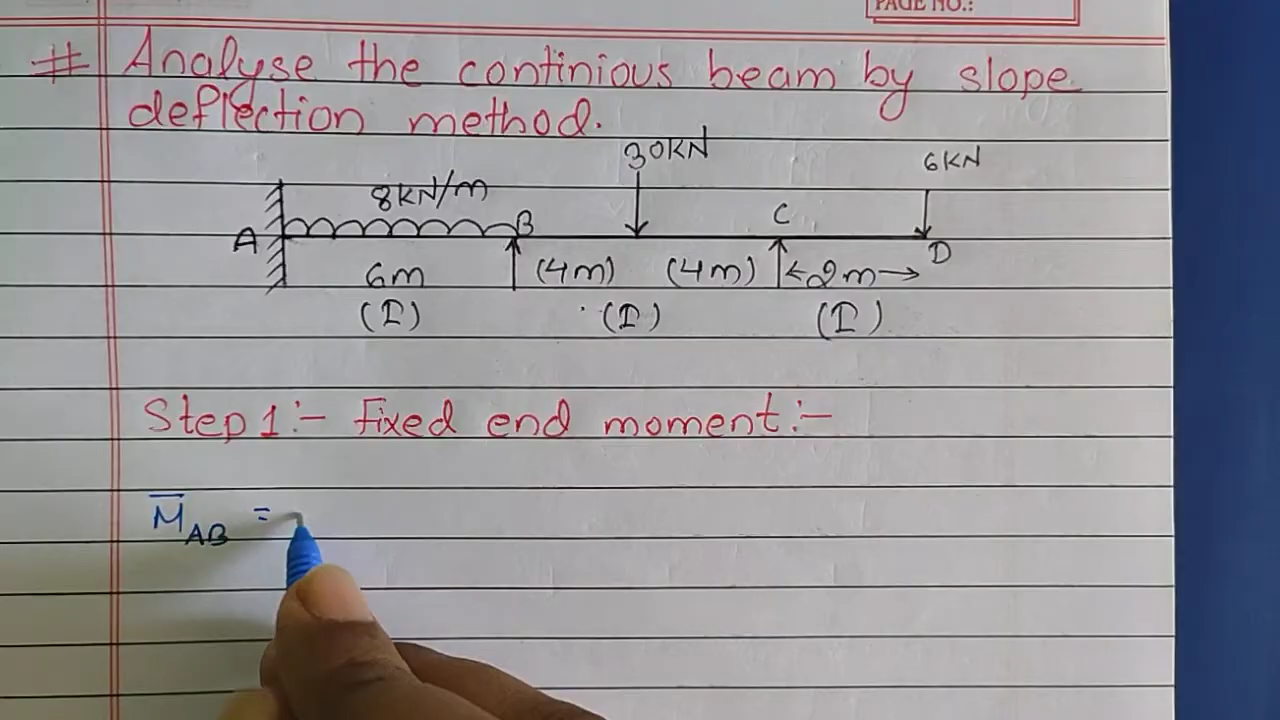 PAGE NO.:
# Analyse the continious beam by slope
deflection method.
30KN
6KN
8KN/m
A
B
C
D
6m
(4m)
(4m)
2m
(I)
(I)
(I)
Step 1:- Fixed end moment:-
M̅AB =